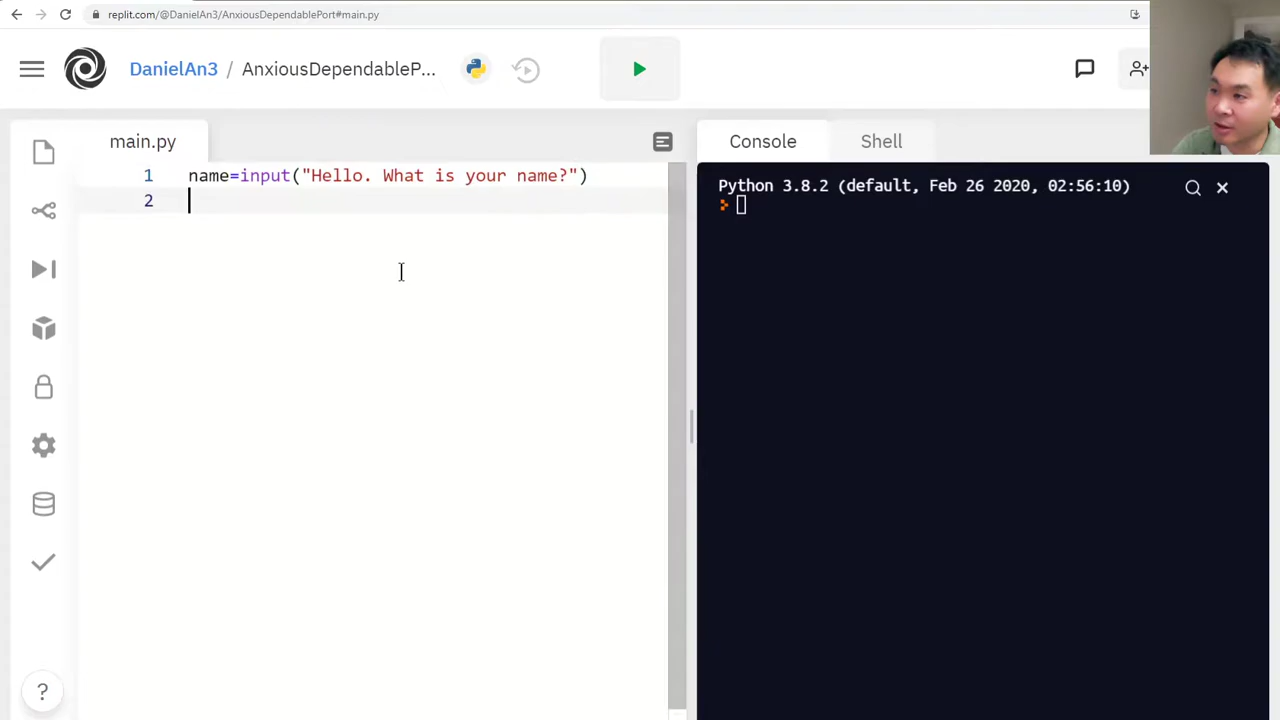 replit.com/@DanielAn3/AnxiousDependablePort#main.py
DanielAn3 / AnxiousDependableP...
main.py
Console
Shell
1 name=input("Hello. What is your name?")
2
Python 3.8.2 (default, Feb 26 2020, 02:56:10)
?